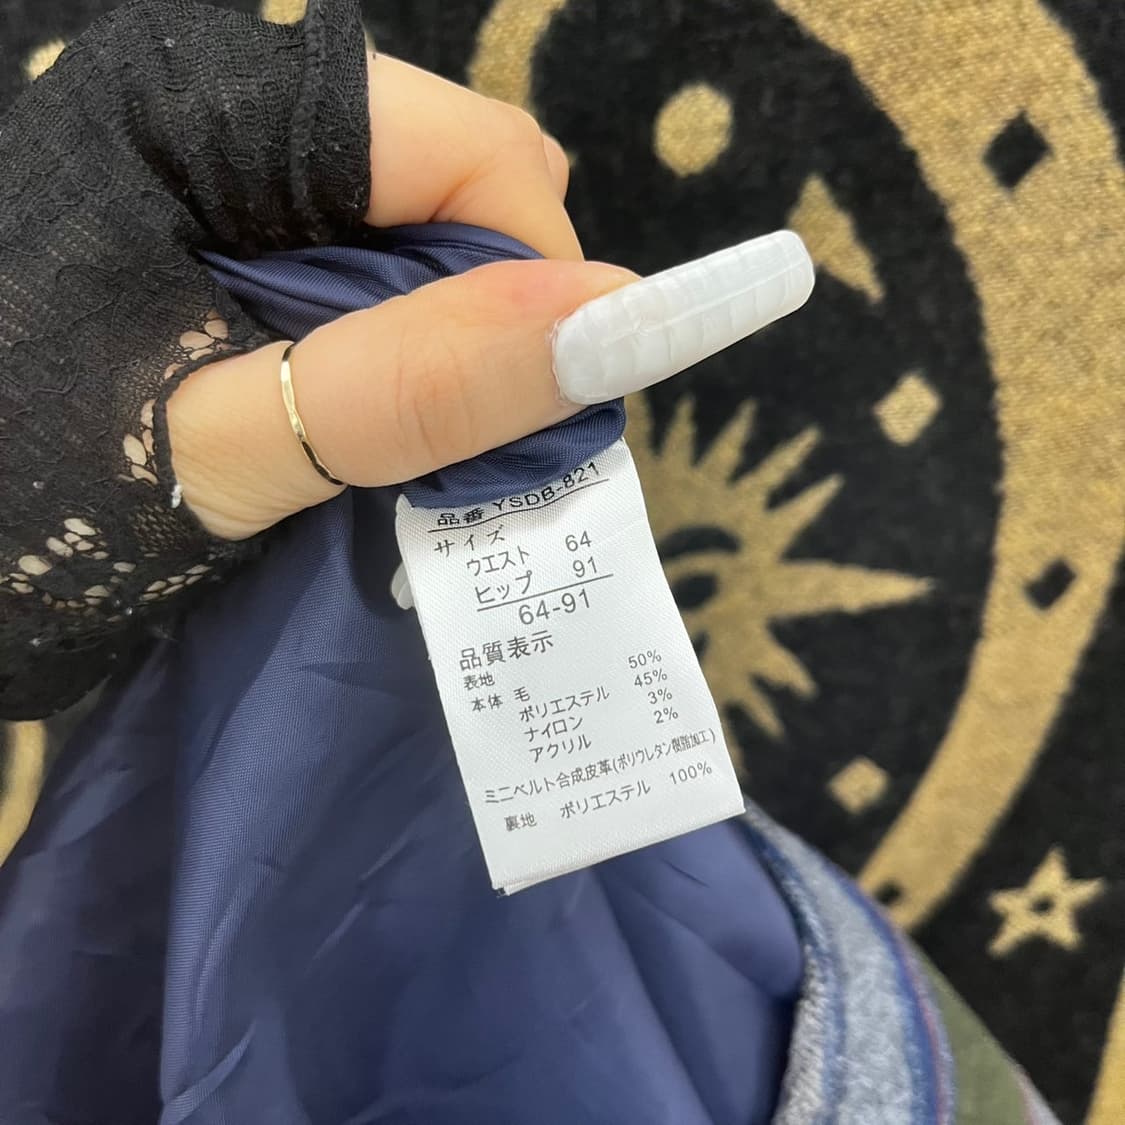 品番 YSDB-821
サイズ
ウエスト 64
ヒップ 91
64-91
品質表示
表地
本体 毛 50%
ポリエステル 45%
ナイロン 3%
アクリル 2%
ミニベルト合成皮革(ポリウレタン樹脂加工)
裏地 ポリエステル 100%